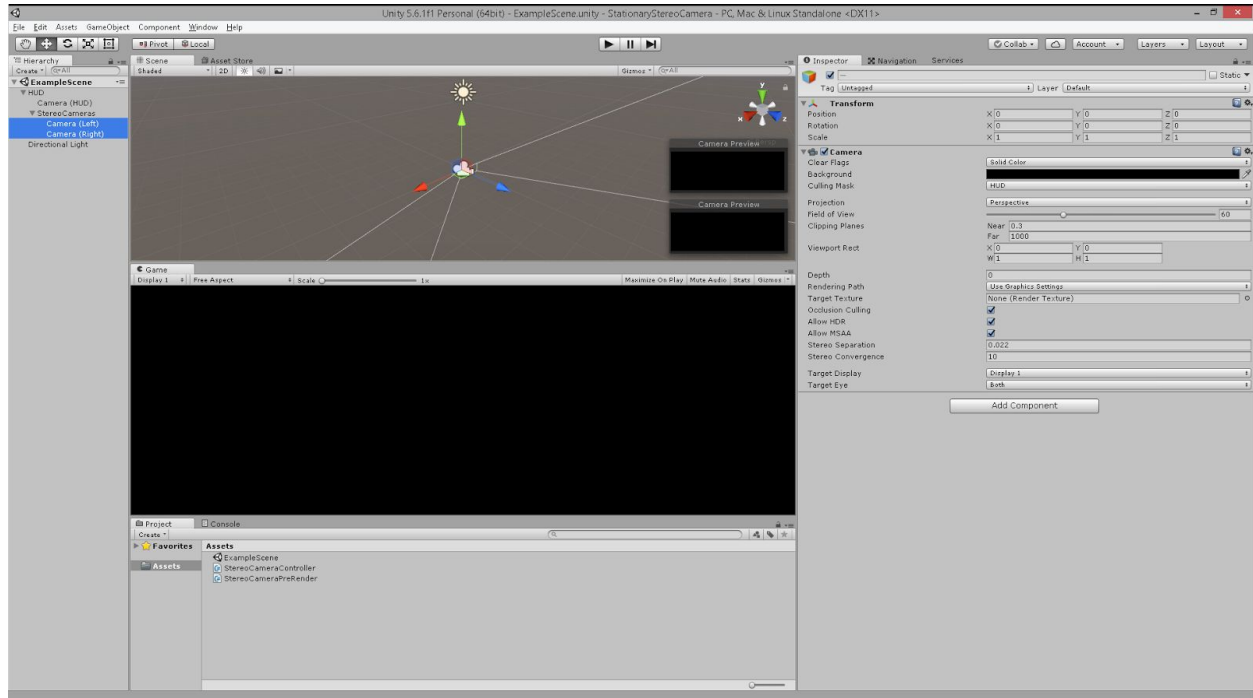 Unity 5.6.1f1 Personal (64bit) - ExampleScene.unity - StationaryStereoCamera - PC, Mac & Linux Standalone <DX11>
File Edit Assets GameObject Component Window Help
Pivot Local Collab Account Layers Layout
Hierarchy
Create All
ExampleScene
HUD
Camera (HUD)
StereoCameras
Camera (Left)
Camera (Right)
Directional Light
Scene Asset Store
Shaded 2D Gizmos All
y
x z
Camera Preview
Camera Preview
Game
Display 1 Free Aspect Scale 1x Maximize On Play Mute Audio Stats Gizmos
Project Console
Create
Favorites
Assets
Assets
ExampleScene
StereoCameraController
StereoCameraPreRender
Inspector Navigation Services
— Static
Tag Untagged Layer Default
Transform
Position X 0 Y 0 Z 0
Rotation X 0 Y 0 Z 0
Scale X 1 Y 1 Z 1
Camera
Clear Flags Solid Color
Background
Culling Mask HUD
Projection Perspective
Field of View 60
Clipping Planes Near 0.3
Far 1000
Viewport Rect X 0 Y 0
W 1 H 1
Depth 0
Rendering Path Use Graphics Settings
Target Texture None (Render Texture)
Occlusion Culling
Allow HDR
Allow MSAA
Stereo Separation 0.022
Stereo Convergence 10
Target Display Display 1
Target Eye Both
Add Component